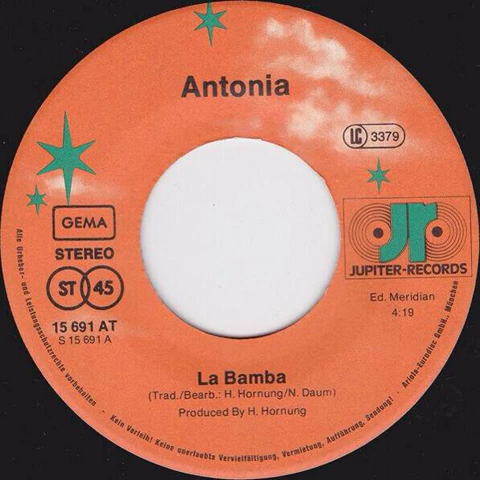 Antonia
LC 3379
GEMA
STEREO
ST 45
15 691 AT
S 15 691 A
JR
JUPITER-RECORDS
Ed. Meridian
4:19
La Bamba
(Trad./Bearb.: H. Hornung/N. Daum)
Produced By H. Hornung
Alle Urheber- und Leistungsschutzrechte vorbehalten · Kein Verleih! Keine unerlaubte Vervielfältigung, Vermietung, Aufführung, Sendung! · Ariola-Eurodisc GmbH., München